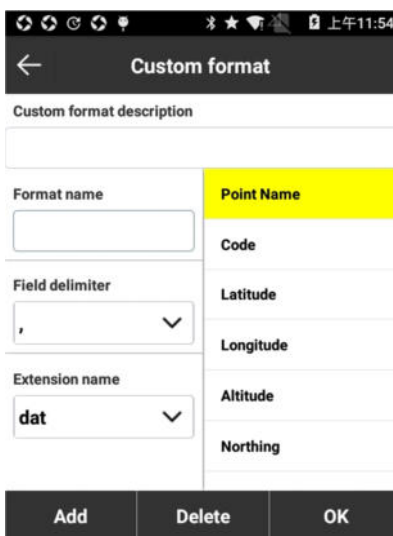 上午11:54
Custom format
Custom format description
Format name
Point Name
Code
Field delimiter
Latitude
,
Longitude
Extension name
Altitude
dat
Northing
Add Delete OK